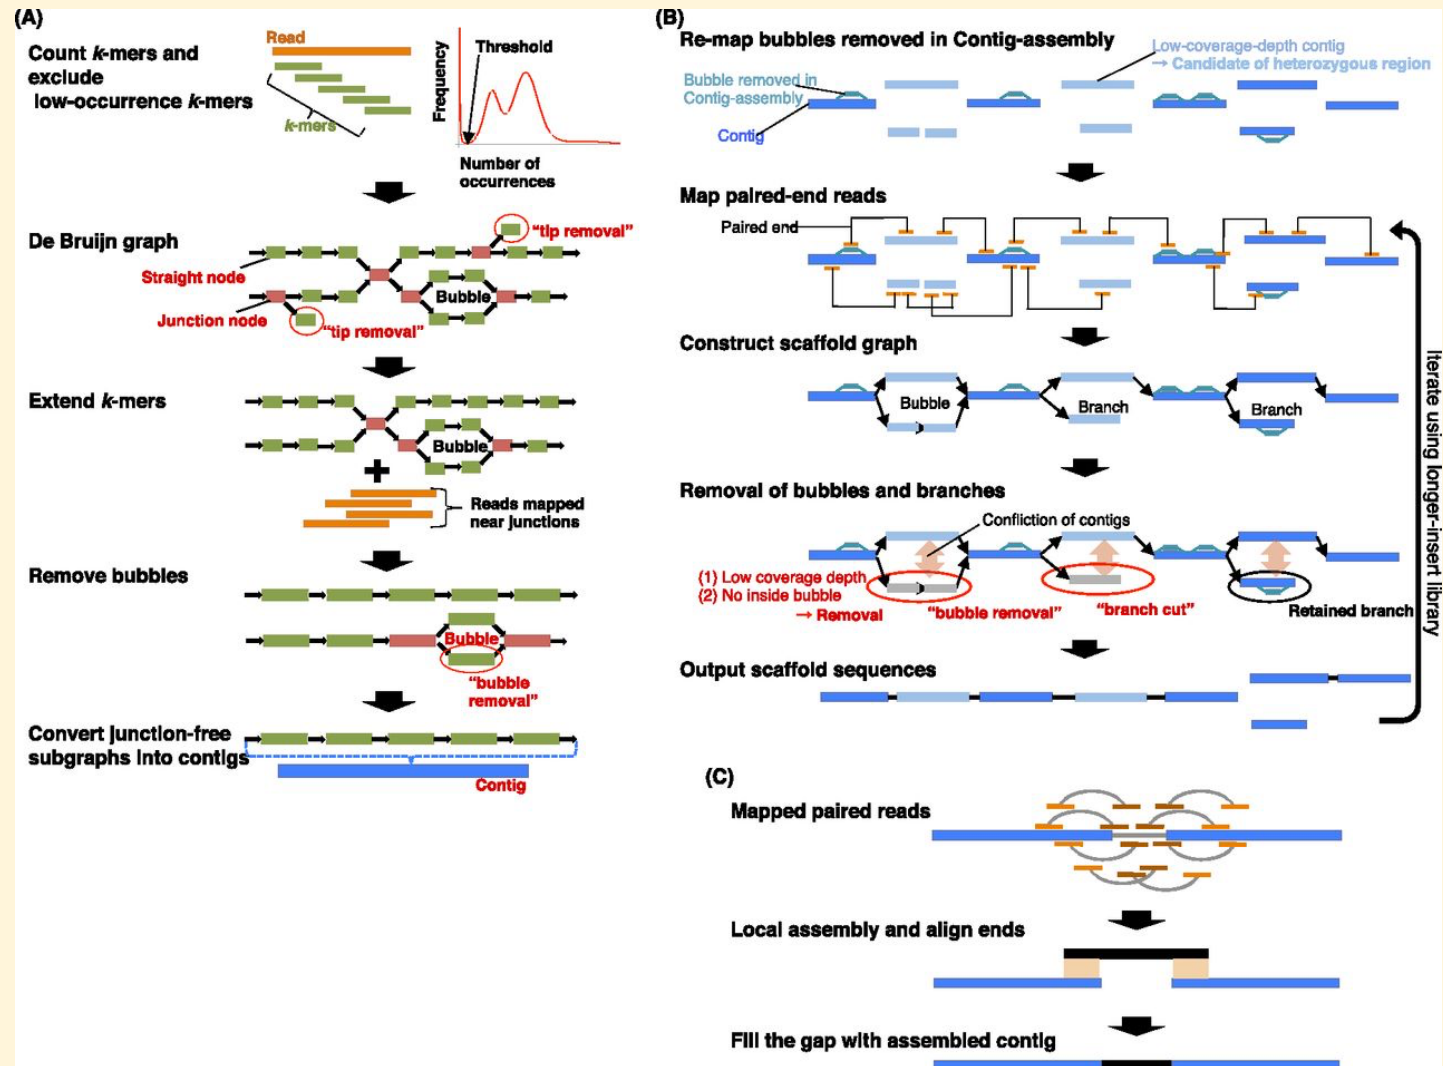 (A)
Count k-mers and
exclude
low-occurrence k-mers
Read
k-mers
Frequency
Threshold
Number of
occurrences
De Bruijn graph
"tip removal"
Straight node
Bubble
Junction node
"tip removal"
Extend k-mers
Bubble
+
Reads mapped
near junctions
Remove bubbles
Bubble
"bubble
removal"
Convert junction-free
subgraphs into contigs
Contig
(B)
Re-map bubbles removed in Contig-assembly
Low-coverage-depth contig
→ Candidate of heterozygous region
Bubble removed in
Contig-assembly
Contig
Map paired-end reads
Paired end
Construct scaffold graph
Bubble
Branch
Branch
Removal of bubbles and branches
Confliction of contigs
(1) Low coverage depth
(2) No inside bubble
→ Removal
"bubble removal"
"branch cut"
Retained branch
Output scaffold sequences
Iterate using longer-insert library
(C)
Mapped paired reads
Local assembly and align ends
Fill the gap with assembled contig